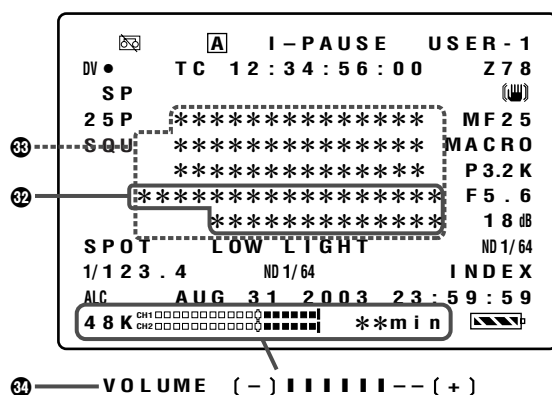 A I-PAUSE USER-1
DV ● TC 12:34:56:00 Z78
SP
25P ************** MF25
㉝ SQU MACRO
************** P3.2K
㉜ ***************** F5.6
************* 18dB
SPOT LOW LIGHT ND1/64
1/123.4 ND1/64 INDEX
ALC AUG 31 2003 23:59:59
48K CH1 CH2 **min
㉞ VOLUME (-)IIIIII--(+)